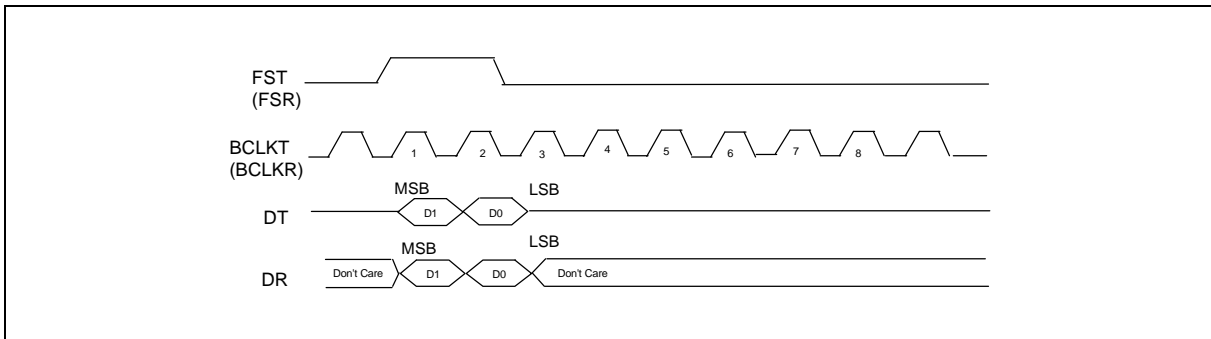 FST
(FSR)
BCLKT
(BCLKR)
1 2 3 4 5 6 7 8
MSB LSB
DT D1 D0
MSB LSB
DR Don't Care D1 D0 Don't Care